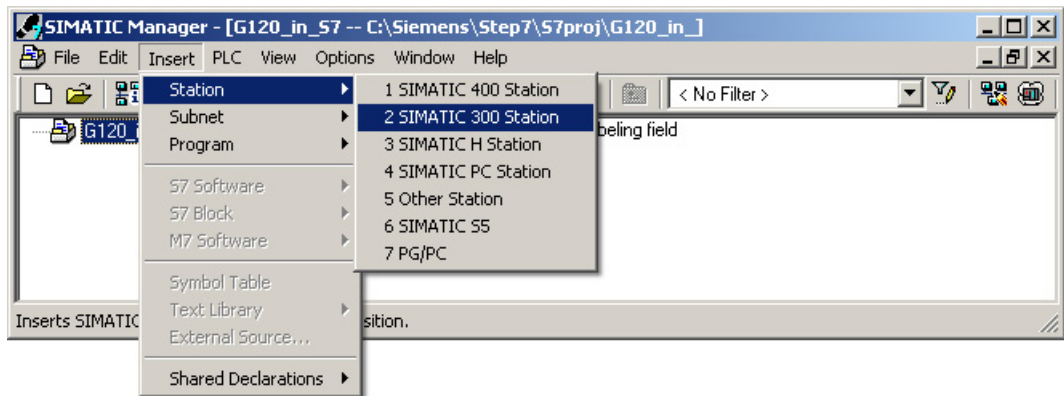 SIMATIC Manager - [G120_in_S7 -- C:\Siemens\Step7\S7proj\G120_in_]
File Edit Insert PLC View Options Window Help
< No Filter >
G120_
beling field
Station
Subnet
Program
S7 Software
S7 Block
M7 Software
Symbol Table
Text Library
External Source...
Shared Declarations
1 SIMATIC 400 Station
2 SIMATIC 300 Station
3 SIMATIC H Station
4 SIMATIC PC Station
5 Other Station
6 SIMATIC S5
7 PG/PC
Inserts SIMATIC
sition.